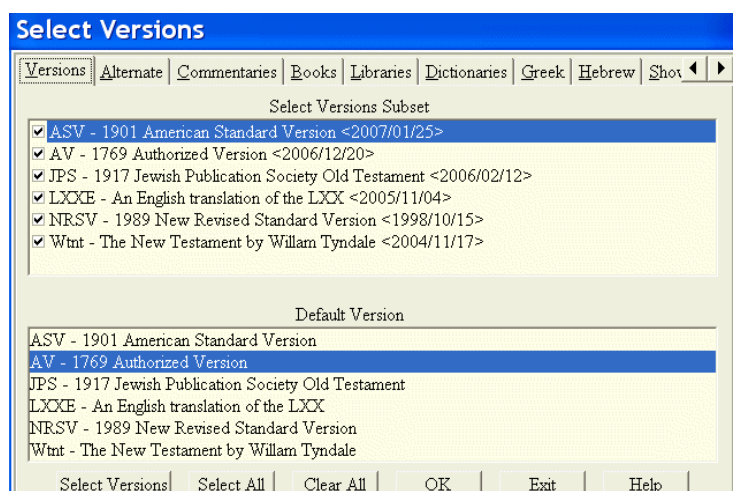 Select Versions
Versions Alternate Commentaries Books Libraries Dictionaries Greek Hebrew
Select Versions Subset
ASV - 1901 American Standard Version <2007/01/25>
AV - 1769 Authorized Version <2006/12/20>
JPS - 1917 Jewish Publication Society Old Testament <2006/02/12>
LXXE - An English translation of the LXX <2005/11/04>
NRSV - 1989 New Revised Standard Version <1998/10/15>
Wtnt - The New Testament by Willam Tyndale <2004/11/17>
Default Version
ASV - 1901 American Standard Version
AV - 1769 Authorized Version
JPS - 1917 Jewish Publication Society Old Testament
LXXE - An English translation of the LXX
NRSV - 1989 New Revised Standard Version
Wtnt - The New Testament by Willam Tyndale
Select Versions Select All Clear All OK Exit Help